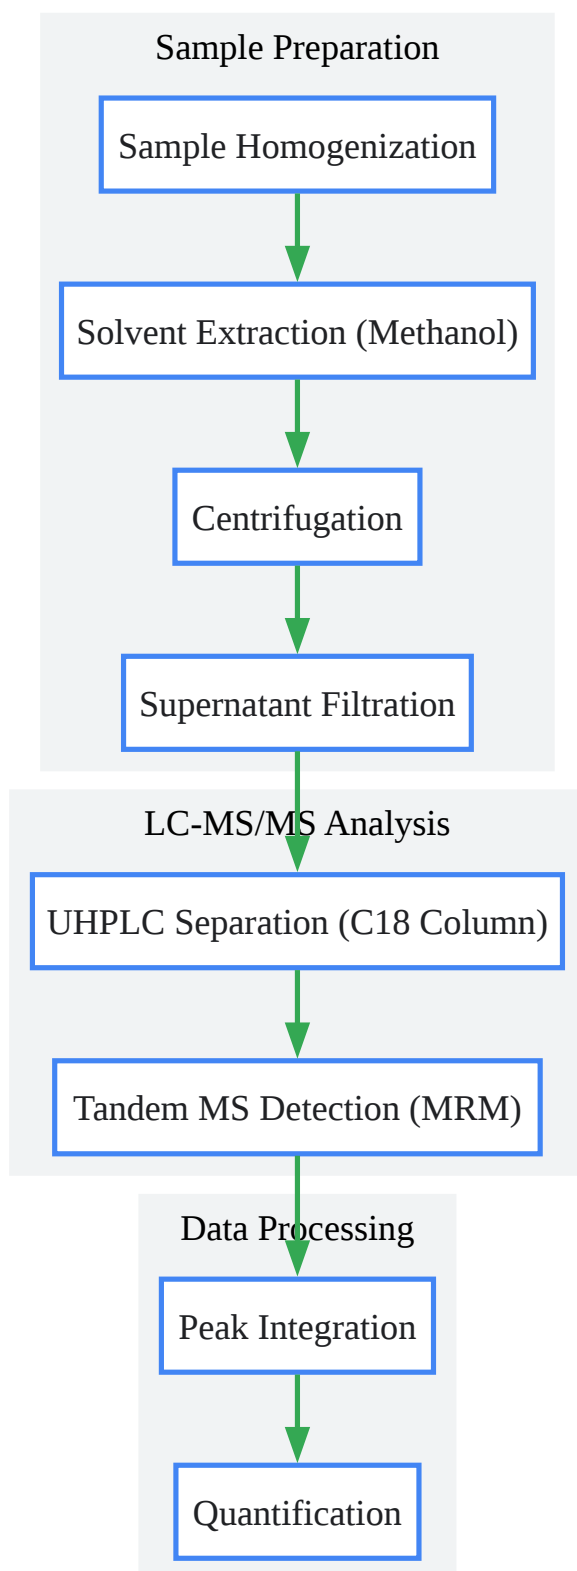 Sample Preparation
Sample Homogenization
Solvent Extraction (Methanol)
Centrifugation
Supernatant Filtration
LC-MS/MS Analysis
UHPLC Separation (C18 Column)
Tandem MS Detection (MRM)
Data Processing
Peak Integration
Quantification